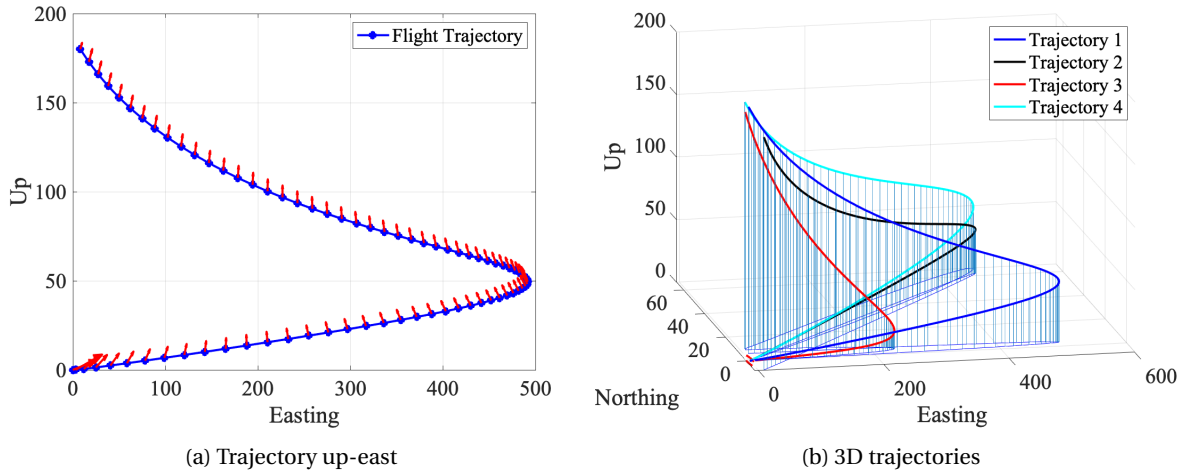 200
150
100
50
0
Up
0
100
200
300
400
500
Easting
Flight Trajectory
(a) Trajectory up-east
200
150
100
50
0
Up
60
40
20
0
Northing
0
200
400
600
Easting
Trajectory 1
Trajectory 2
Trajectory 3
Trajectory 4
(b) 3D trajectories